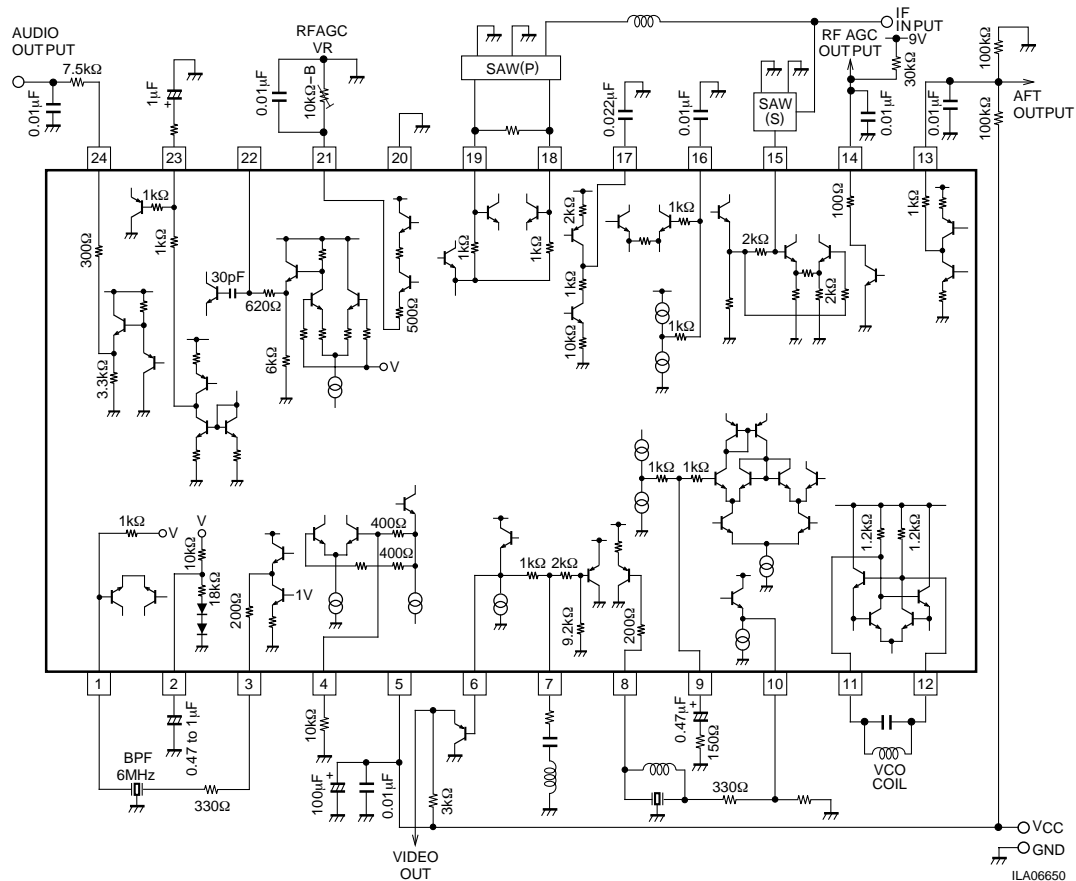 AUDIO
OUTPUT
7.5kΩ
0.01µF
1µF
+
RFAGC
VR
0.01µF
10kΩ–B
SAW(P)
IF
INPUT
RF AGC
OUTPUT
9V
30kΩ
SAW
(S)
0.022µF
0.01µF
0.01µF
0.01µF
100kΩ
100kΩ
AFT
OUTPUT
24
23
22
21
20
19
18
17
16
15
14
13
300Ω
1kΩ
1kΩ
3.3kΩ
30pF
620Ω
6kΩ
V
500Ω
1kΩ
1kΩ
2kΩ
1kΩ
10kΩ
1kΩ
1kΩ
2kΩ
2kΩ
100Ω
1kΩ
1kΩ
V
V
10kΩ
18kΩ
200Ω
1V
400Ω
400Ω
1kΩ
2kΩ
9.2kΩ
200Ω
1kΩ
1kΩ
1.2kΩ
1.2kΩ
1
2
3
4
5
6
7
8
9
10
11
12
BPF
6MHz
0.47 to 1µF
330Ω
10kΩ
100µF
+
0.01µF
3kΩ
VIDEO
OUT
0.47µF
+
150Ω
330Ω
VCO
COIL
VCC
GND
ILA06650